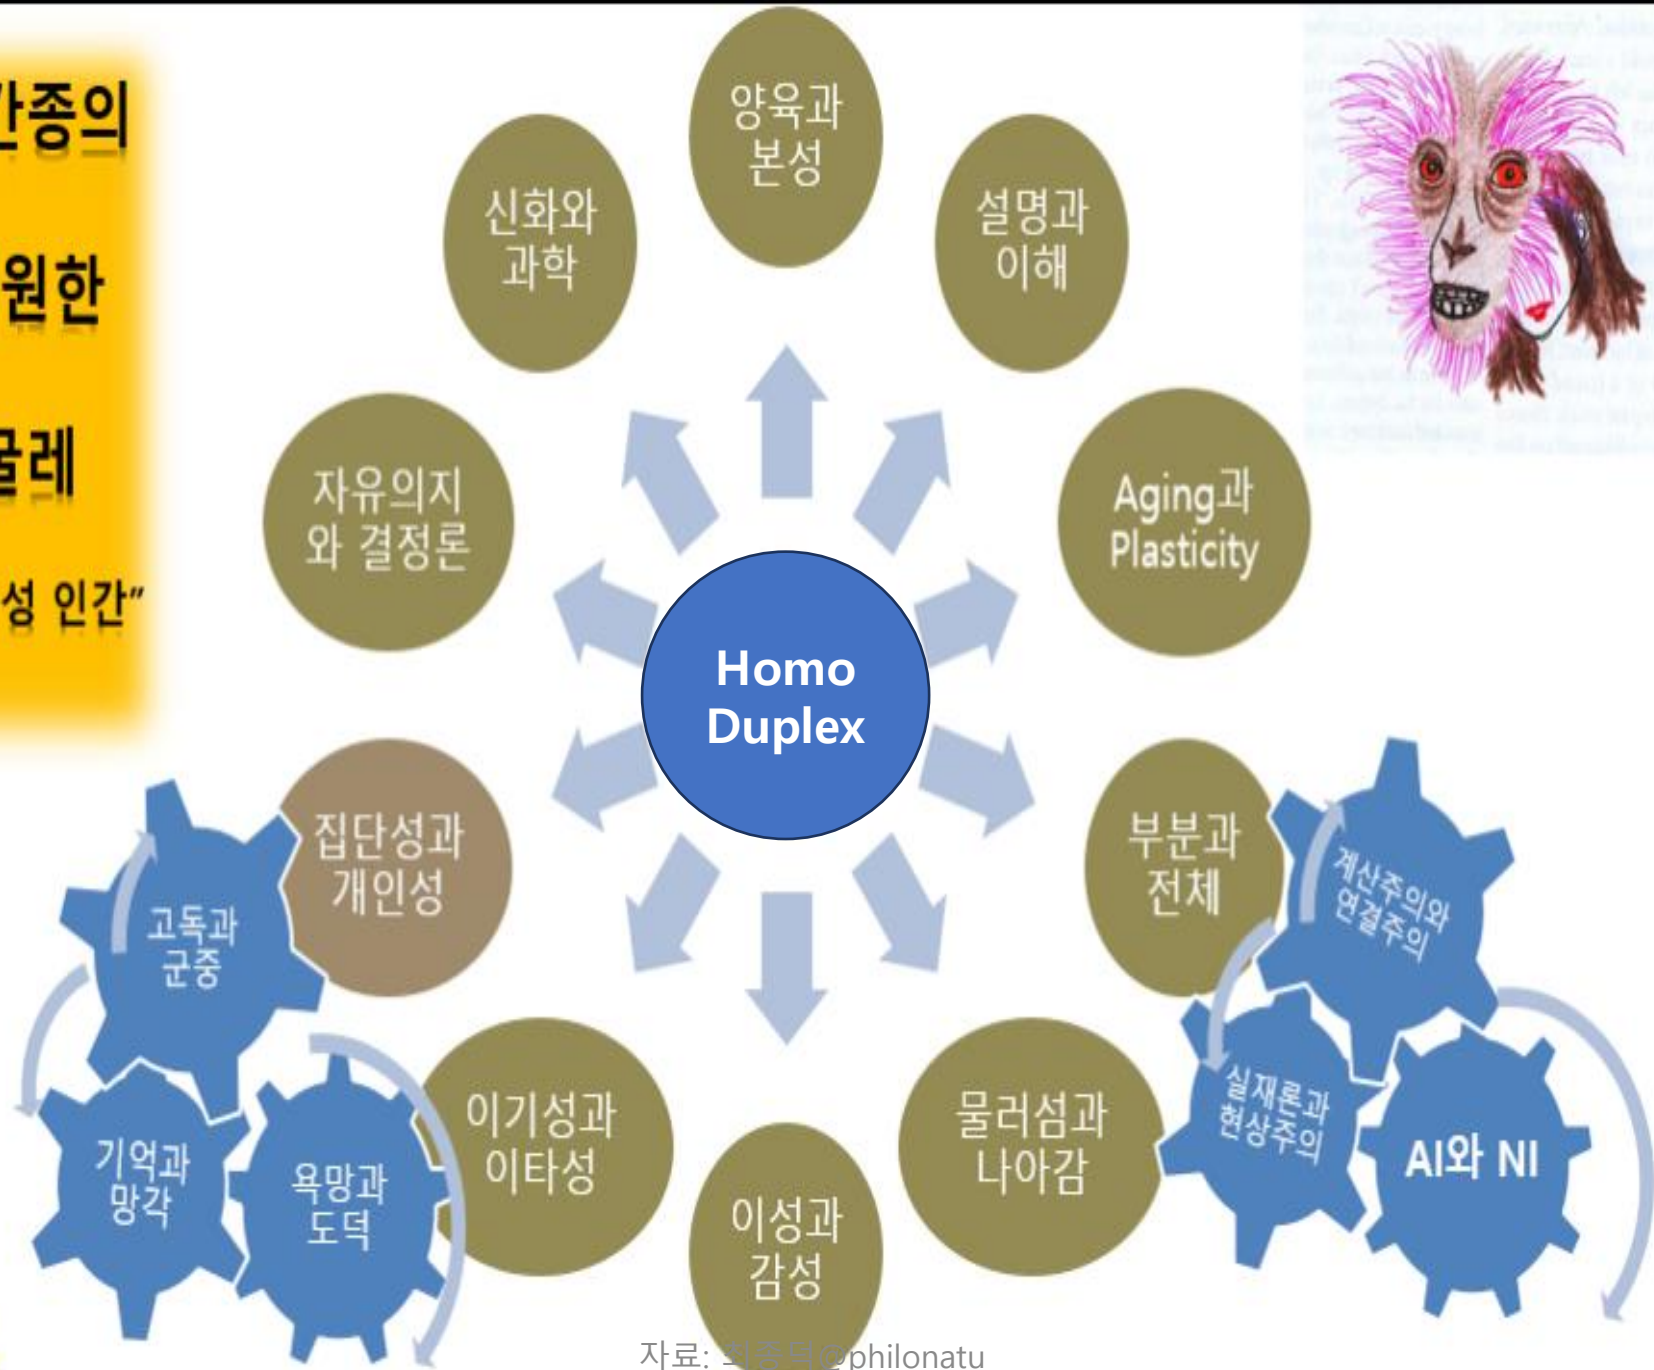 간종의
원한
굴레
성 인간”
양육과
본성
신화와
과학
설명과
이해
자유의지
와 결정론
Aging과
Plasticity
Homo
Duplex
집단성과
개인성
부분과
전체
고독과
군중
계산주의와
연결주의
기억과
망각
욕망과
도덕
이기성과
이타성
이성과
감성
물러섬과
나아감
실재론과
현상주의
AI와 NI
자료: 최종덕@philonatu